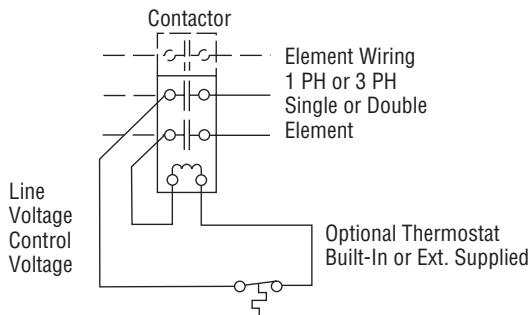 Contactor
Element Wiring
1 PH or 3 PH
Single or Double
Element
Line
Voltage
Control
Voltage
Optional Thermostat
Built-In or Ext. Supplied